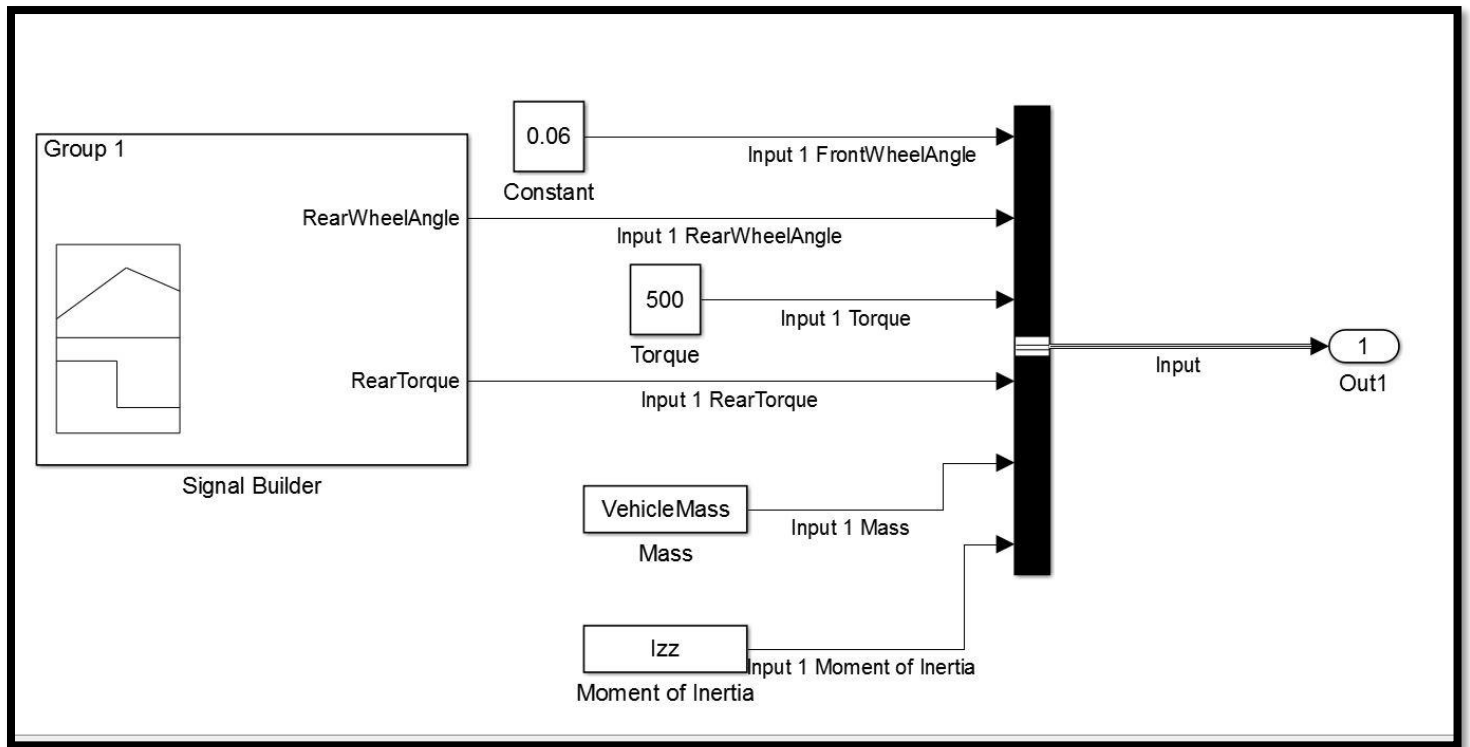 Group 1
RearWheelAngle
RearTorque
Signal Builder
0.06
Constant
Input 1 FrontWheelAngle
Input 1 RearWheelAngle
500
Torque
Input 1 Torque
Input 1 RearTorque
VehicleMass
Mass
Input 1 Mass
Izz
Moment of Inertia
Input 1 Moment of Inertia
Input
1
Out1